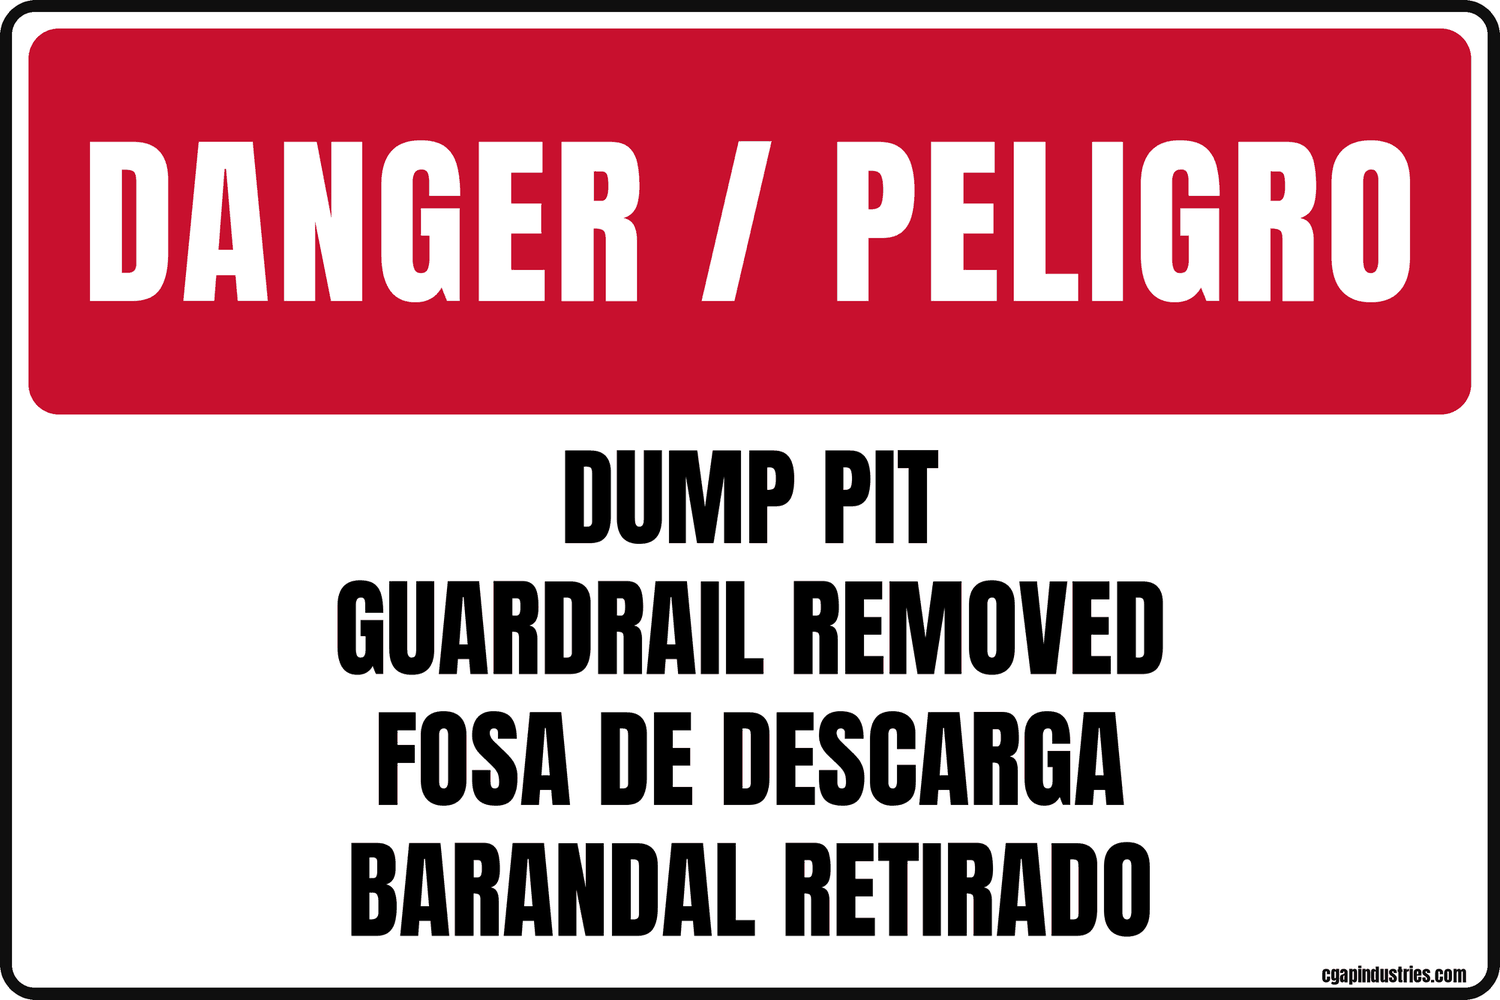 DANGER / PELIGRO
DUMP PIT
GUARDRAIL REMOVED
FOSA DE DESCARGA
BARANDAL RETIRADO
cgapindustries.com